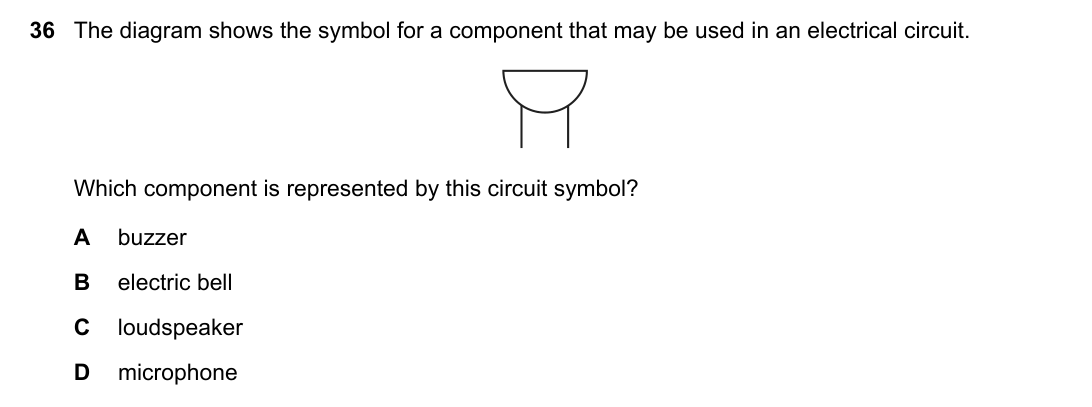 36 The diagram shows the symbol for a component that may be used in an electrical circuit.
Which component is represented by this circuit symbol?
A buzzer
B electric bell
C loudspeaker
D microphone